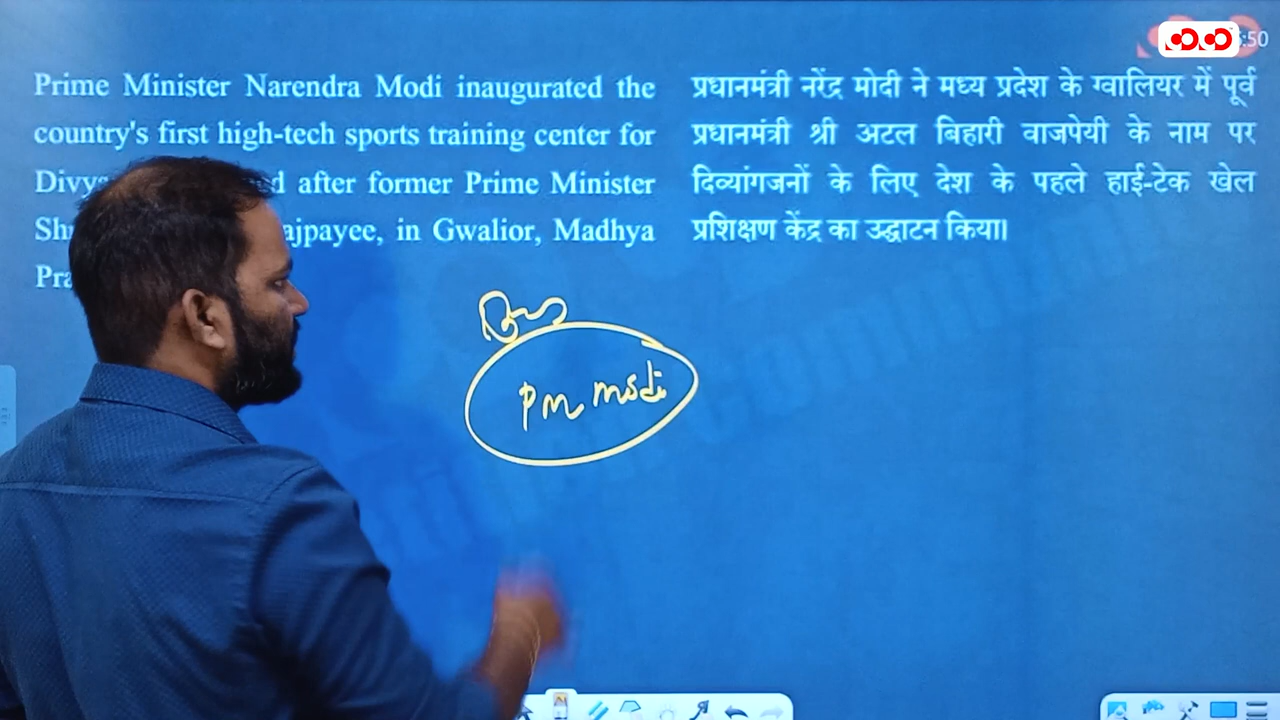 Prime Minister Narendra Modi inaugurated the
country's first high-tech sports training center for
after former Prime Minister
in Gwalior, Madhya
प्रधानमंत्री नरेंद्र मोदी ने मध्य प्रदेश के ग्वालियर में पूर्व
प्रधानमंत्री श्री अटल बिहारी वाजपेयी के नाम पर
दिव्यांगजनों के लिए देश के पहले हाई-टेक खेल
प्रशिक्षण केंद्र का उद्घाटन किया।
PM modi